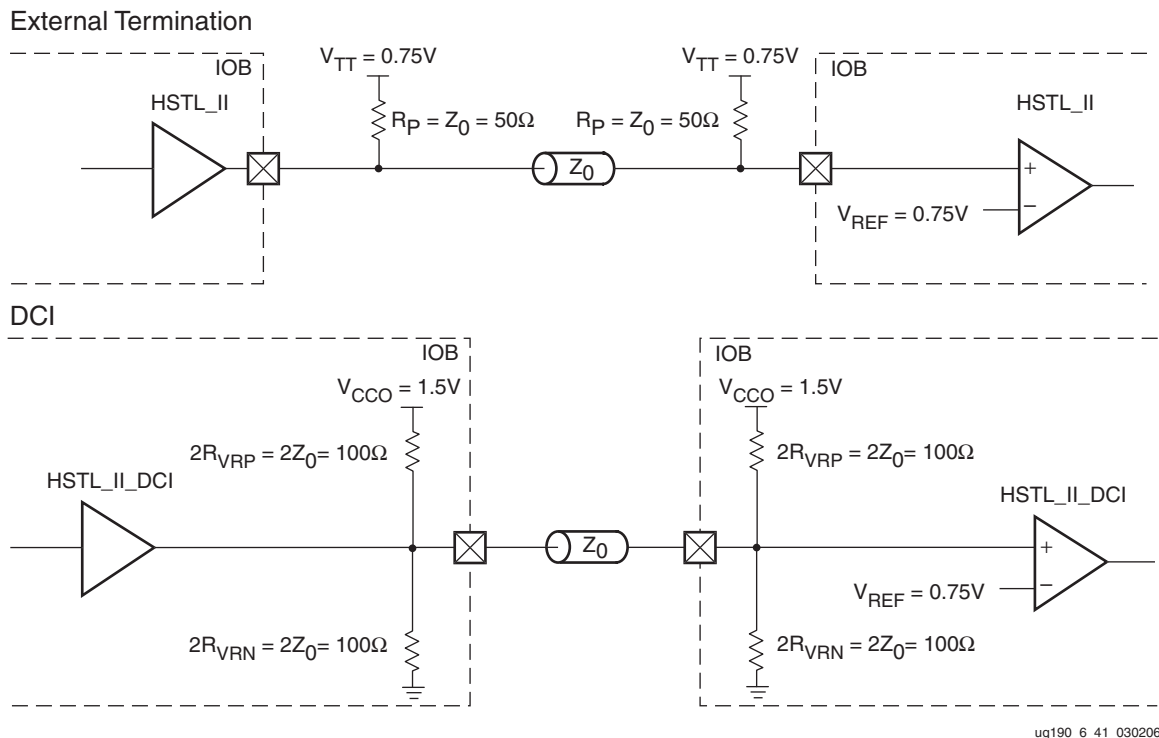 External Termination
IOB
HSTL_II
V_TT = 0.75V
R_P = Z_0 = 50Ω
V_TT = 0.75V
R_P = Z_0 = 50Ω
Z_0
IOB
HSTL_II
+
–
V_REF = 0.75V
DCI
IOB
V_CCO = 1.5V
2R_VRP = 2Z_0= 100Ω
HSTL_II_DCI
2R_VRN = 2Z_0= 100Ω
Z_0
IOB
V_CCO = 1.5V
2R_VRP = 2Z_0= 100Ω
HSTL_II_DCI
+
–
V_REF = 0.75V
2R_VRN = 2Z_0= 100Ω
ug190_6_41_030206